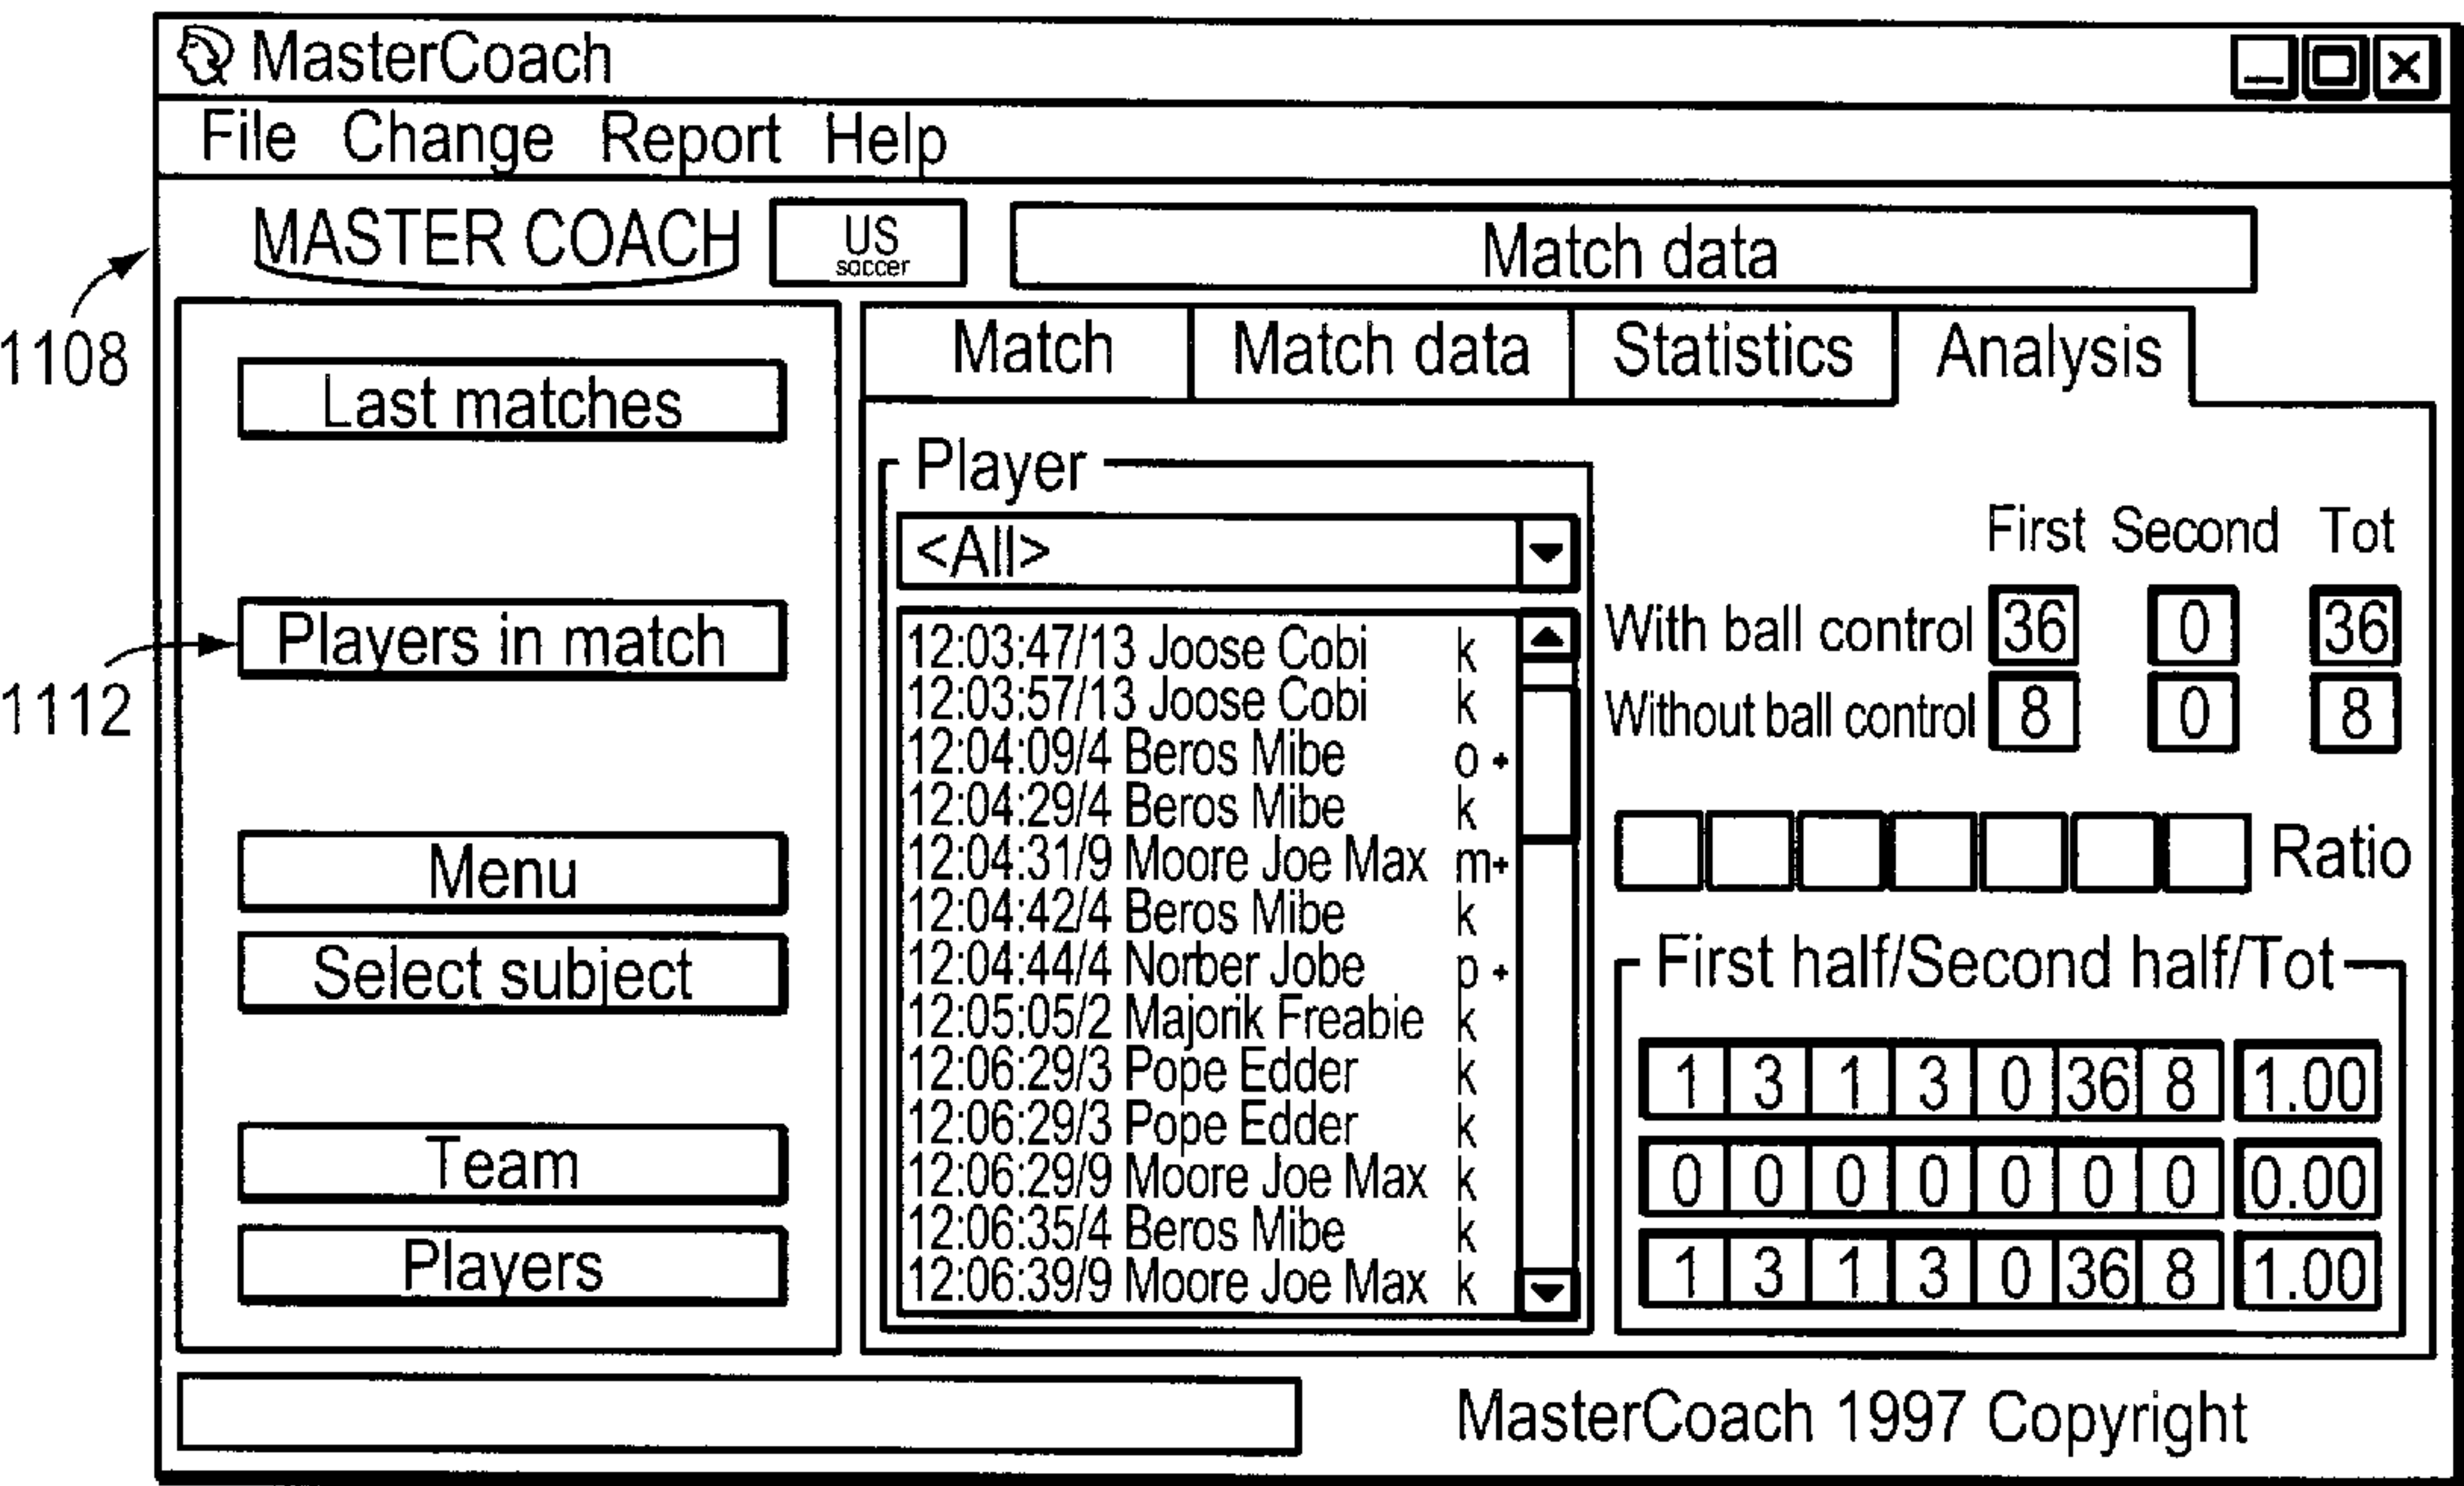 MasterCoach
File Change Report Help
MASTER COACH
US
soccer
Match data
1108
Last matches
Players in match
1112
Menu
Select subject
Team
Players
Match Match data Statistics Analysis
Player
<All>
12:03:47/13 Joose Cobi k
12:03:57/13 Joose Cobi k
12:04:09/4 Beros Mibe o +
12:04:29/4 Beros Mibe k
12:04:31/9 Moore Joe Max m+
12:04:42/4 Beros Mibe k
12:04:44/4 Norber Jobe p +
12:05:05/2 Majorik Freabie k
12:06:29/3 Pope Edder k
12:06:29/3 Pope Edder k
12:06:29/9 Moore Joe Max k
12:06:35/4 Beros Mibe k
12:06:39/9 Moore Joe Max k
First Second Tot
With ball control 36 0 36
Without ball control 8 0 8
Ratio
First half/Second half/Tot
1 3 1 3 0 36 8 1.00
0 0 0 0 0 0 0 0.00
1 3 1 3 0 36 8 1.00
MasterCoach 1997 Copyright